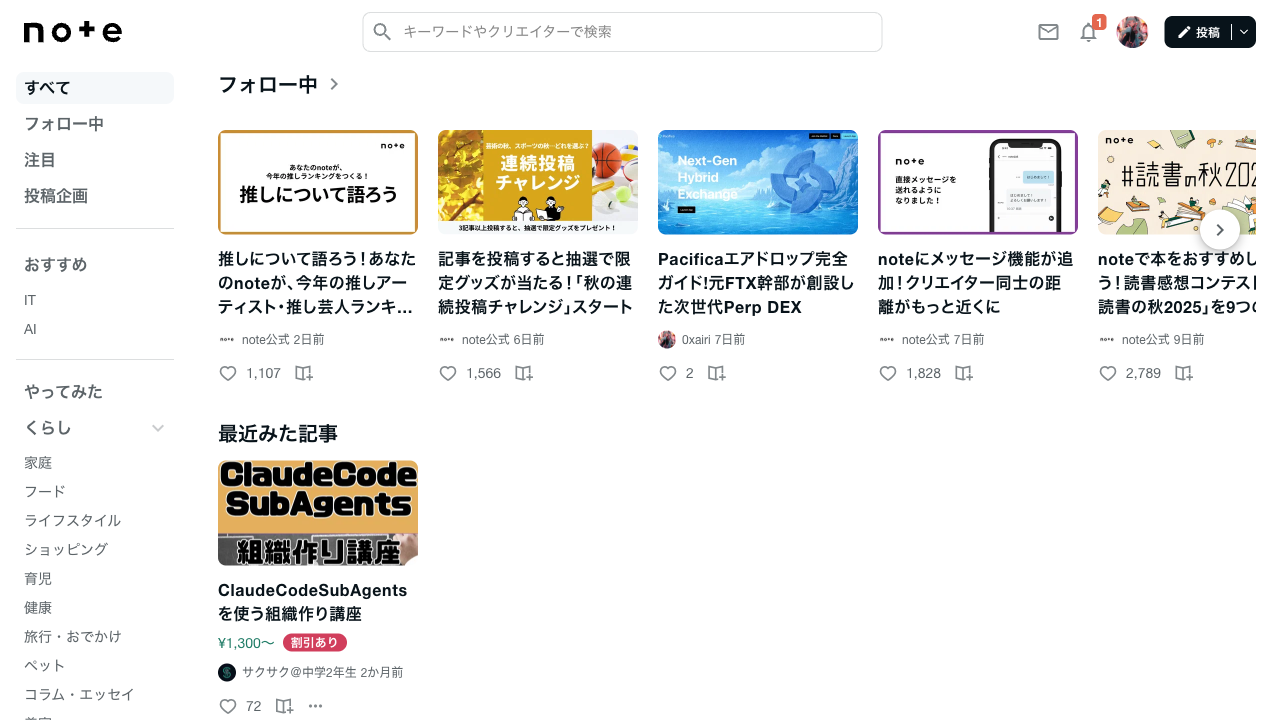 note
キーワードやクリエイターで検索
1
投稿
すべて
フォロー中
注目
投稿企画
おすすめ
IT
AI
やってみた
くらし
家庭
フード
ライフスタイル
ショッピング
育児
健康
旅行・おでかけ
ペット
コラム・エッセイ
フォロー中
note
あなたのnoteが、
今年の推しランキングをつくる！
推しについて語ろう
推しについて語ろう！あなた
のnoteが、今年の推しアー
ティスト・推し芸人ランキ…
note公式 2日前
1,107
芸術の秋、スポーツの秋…どれを選ぶ？
連続投稿
チャレンジ
3記事以上投稿すると、抽選で限定グッズをプレゼント！
記事を投稿すると抽選で限
定グッズが当たる！「秋の連
続投稿チャレンジ」スタート
note公式 6日前
1,566
Next-Gen
Hybrid
Exchange
Pacificaエアドロップ完全
ガイド!元FTX幹部が創設し
た次世代Perp DEX
0xairi 7日前
2
note
直接メッセージを
送れるように
なりました！
noteにメッセージ機能が追
加！クリエイター同士の距
離がもっと近くに
note公式 7日前
1,828
note
#読書の秋202
noteで本をおすすめし
う！読書感想コンテスト
読書の秋2025」を9つの
note公式 9日前
2,789
最近みた記事
ClaudeCode
SubAgents
組織作り講座
ClaudeCodeSubAgents
を使う組織作り講座
¥1,300〜 割引あり
サクサク＠中学2年生 2か月前
72